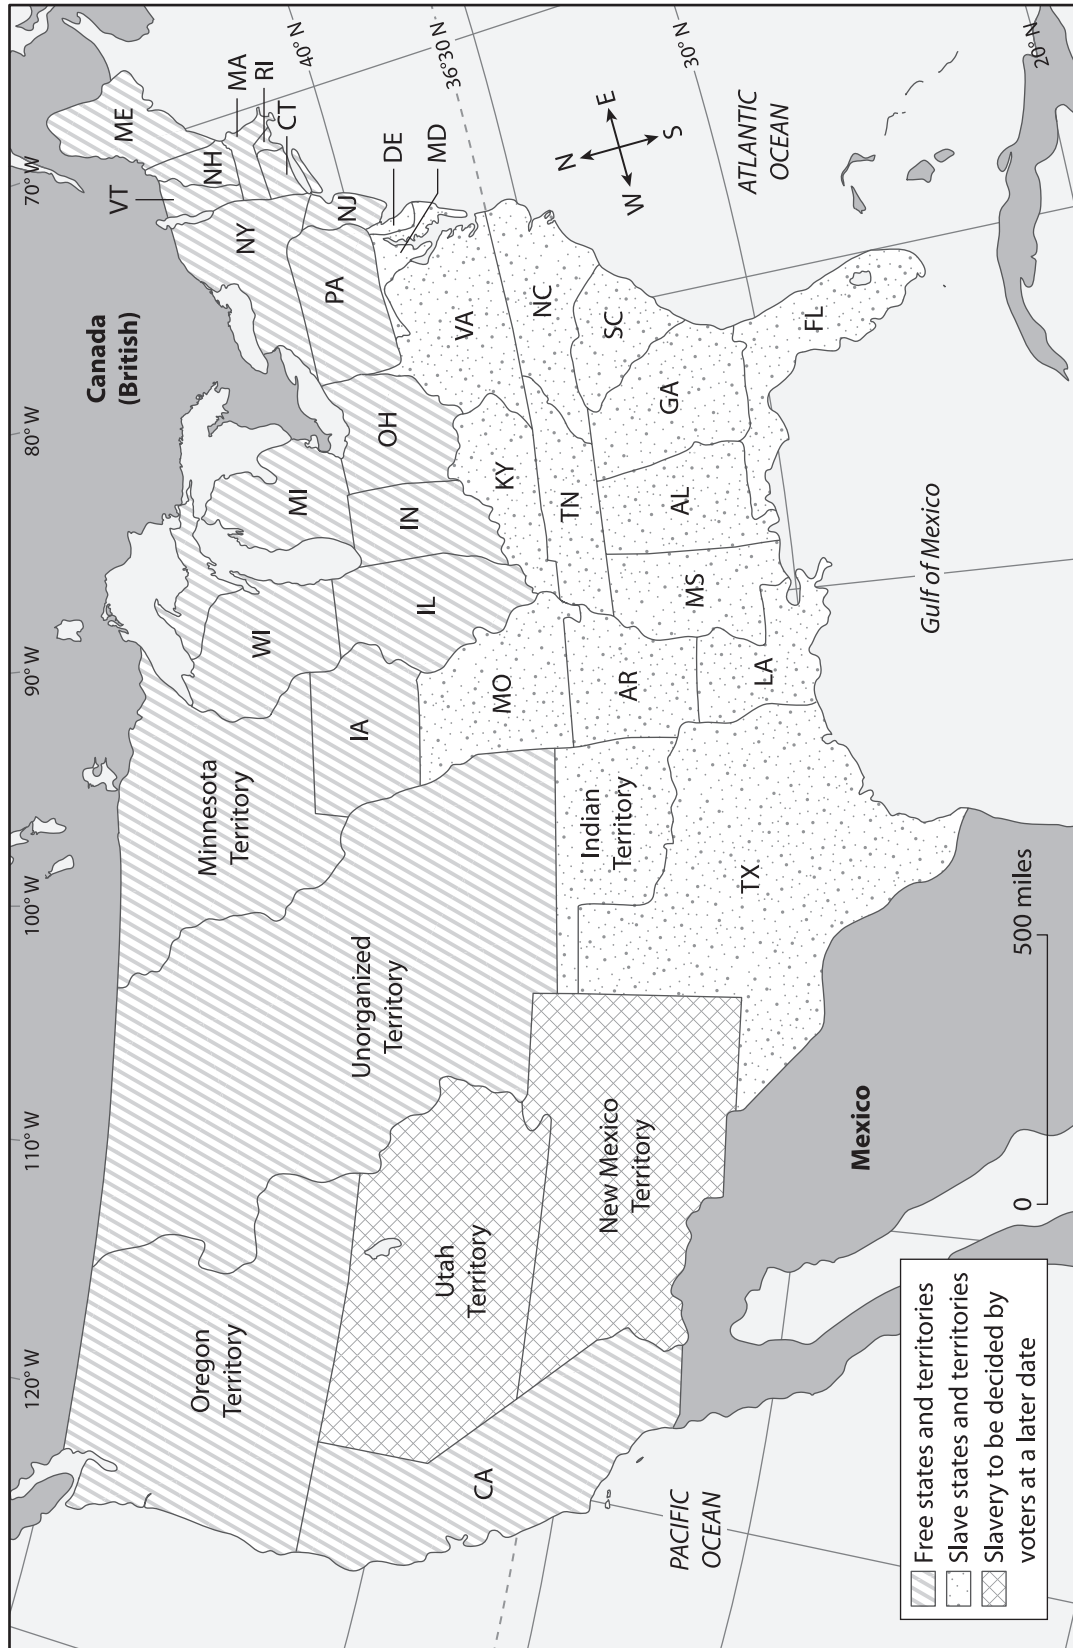 120° W
110° W
100° W
90° W
80° W
70° W
40° N
36°30 N
30° N
20° N
Canada
(British)
Oregon
Territory
Minnesota
Territory
Unorganized
Territory
Utah
Territory
New Mexico
Territory
Indian
Territory
CA
TX
IA
WI
MI
IL
IN
OH
PA
NY
VT
NH
ME
MA
RI
CT
NJ
DE
MD
VA
KY
MO
TN
NC
SC
AR
MS
AL
GA
LA
FL
N
E
S
W
PACIFIC
OCEAN
ATLANTIC
OCEAN
Gulf of Mexico
Mexico
0
500 miles
Free states and territories
Slave states and territories
Slavery to be decided by
voters at a later date